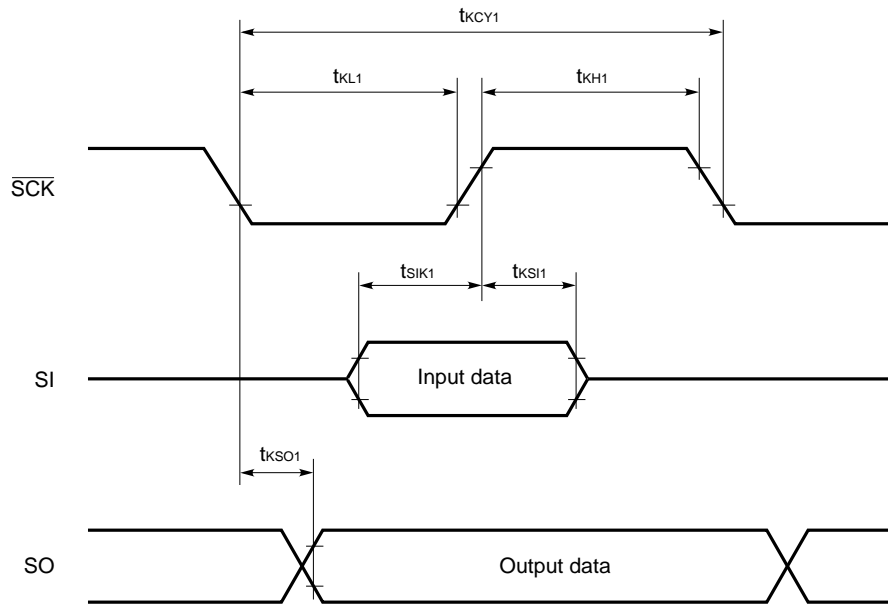 tKCY1
tKL1
tKH1
SCK
tSIK1
tKSI1
SI
Input data
tKSO1
SO
Output data